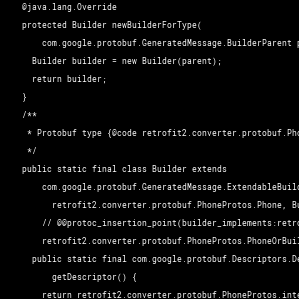 @java.lang.Override
protected Builder newBuilderForType(
com.google.protobuf.GeneratedMessage.BuilderParent
Builder builder = new Builder(parent);
return builder;
}
/**
* Protobuf type {@code retrofit2.converter.protobuf.Pho
*/
public static final class Builder extends
com.google.protobuf.GeneratedMessage.ExtendableBuil
retrofit2.converter.protobuf.PhoneProtos.Phone, Bu
// @@protoc_insertion_point(builder_implements:retro
retrofit2.converter.protobuf.PhoneProtos.PhoneOrBuil
public static final com.google.protobuf.Descriptors.De
getDescriptor() {
return retrofit2.converter.protobuf.PhoneProtos.inte